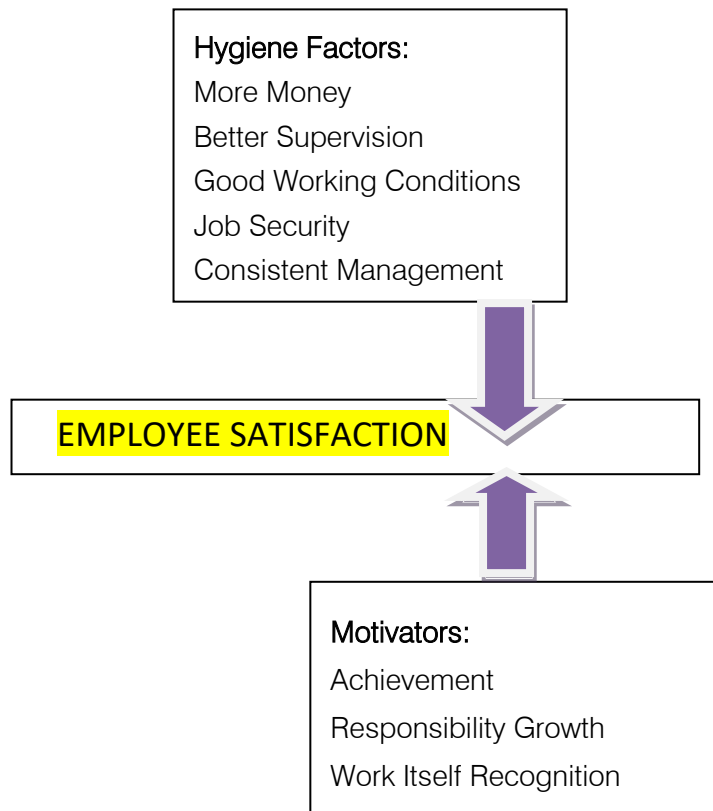 Hygiene Factors:
More Money
Better Supervision
Good Working Conditions
Job Security
Consistent Management
EMPLOYEE SATISFACTION
Motivators:
Achievement
Responsibility Growth
Work Itself Recognition